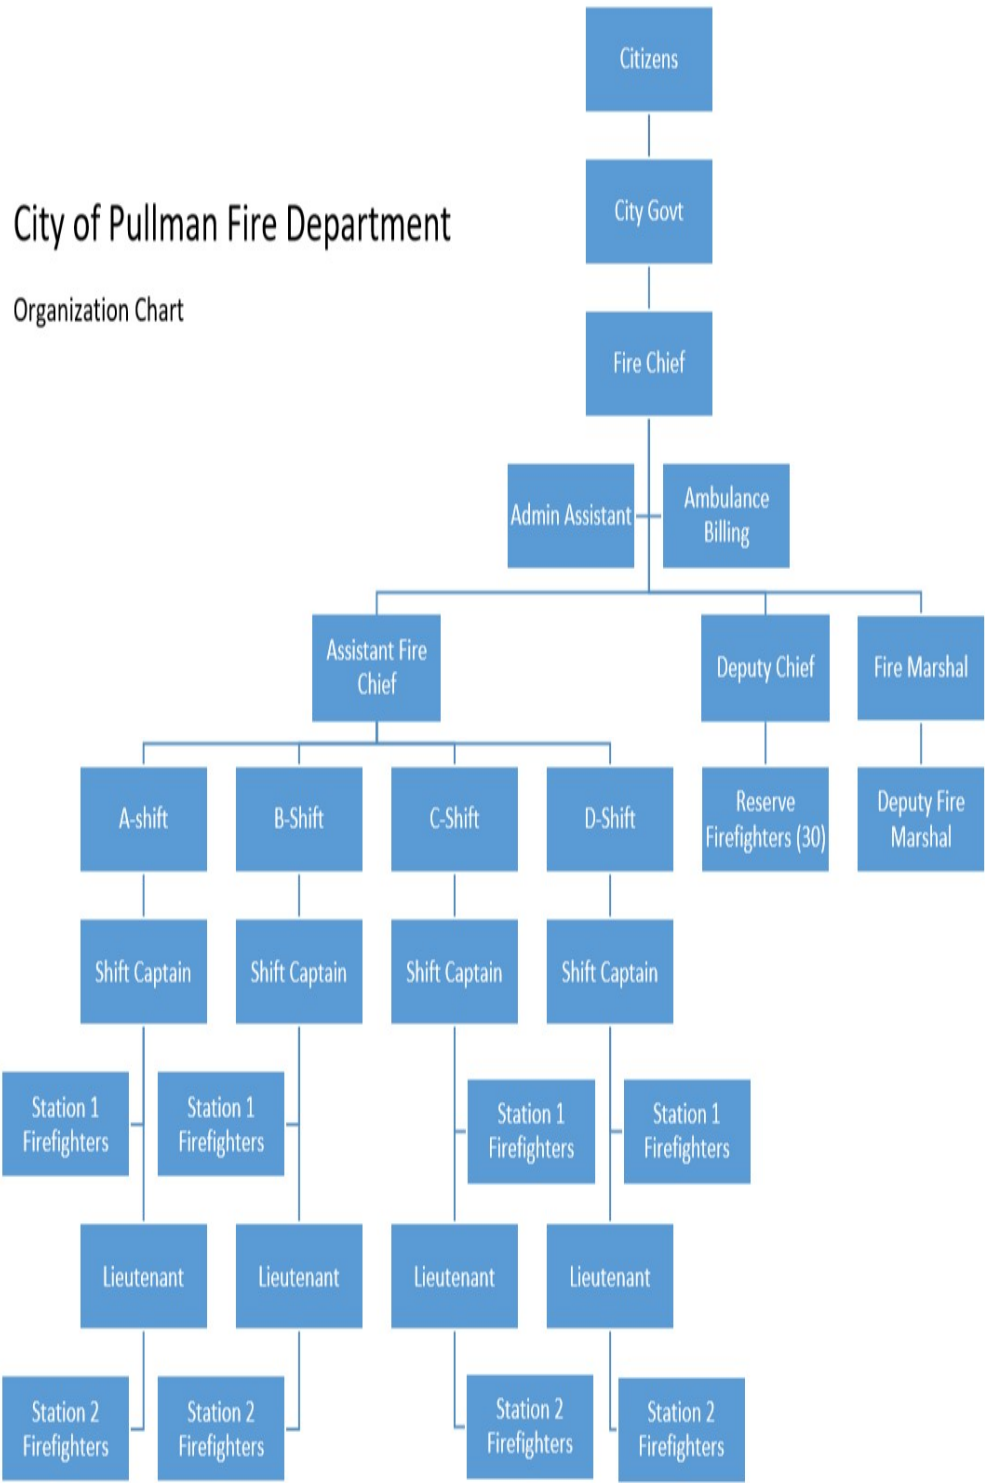 Citizens
City Govt
City of Pullman Fire Department
Organization Chart
Fire Chief
Admin Assistant
Ambulance
Billing
Assistant Fire
Chief
Deputy Chief
Fire Marshal
A-shift
B-Shift
C-Shift
D-Shift
Reserve
Firefighters (30)
Deputy Fire
Marshal
Shift Captain
Shift Captain
Shift Captain
Shift Captain
Station 1
Firefighters
Station 1
Firefighters
Station 1
Firefighters
Station 1
Firefighters
Lieutenant
Lieutenant
Lieutenant
Lieutenant
Station 2
Firefighters
Station 2
Firefighters
Station 2
Firefighters
Station 2
Firefighters